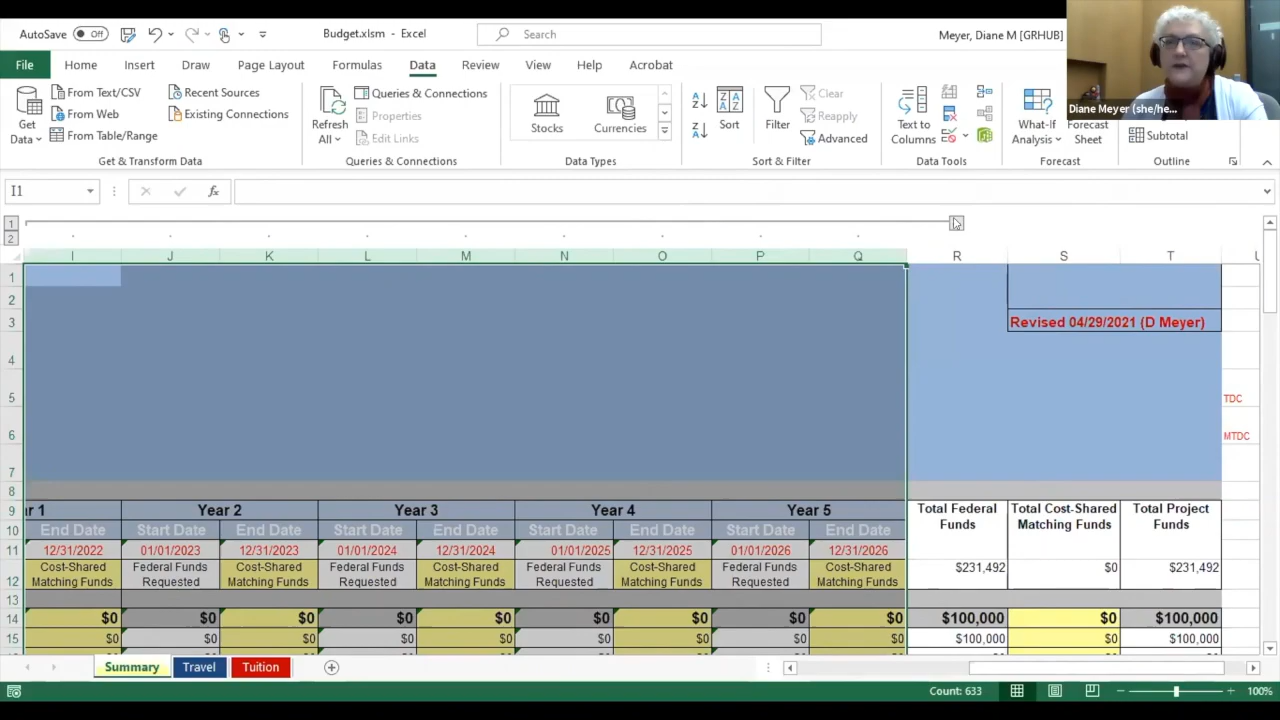 AutoSave Off Budget.xlsm - Excel Search Meyer, Diane M [GRHUB]
File Home Insert Draw Page Layout Formulas Data Review View Help Acrobat
Diane Meyer (she/he...
Get Data
From Text/CSV
From Web
From Table/Range
Recent Sources
Existing Connections
Get & Transform Data
Refresh All
Queries & Connections
Properties
Edit Links
Queries & Connections
Stocks
Currencies
Data Types
Sort
Filter
Clear
Reapply
Advanced
Sort & Filter
Text to Columns
Data Tools
What-If Analysis
Forecast Sheet
Forecast
Subtotal
Outline
I1 fx
1
2
I J K L M N O P Q R S T
1
2
3 Revised 04/29/2021 (D Meyer)
4
5 TDC
6 MTDC
7
8
9 r 1 Year 2 Year 3 Year 4 Year 5 Total Federal Funds Total Cost-Shared Matching Funds Total Project Funds
10 End Date Start Date End Date Start Date End Date Start Date End Date Start Date End Date
11 12/31/2022 01/01/2023 12/31/2023 01/01/2024 12/31/2024 01/01/2025 12/31/2025 01/01/2026 12/31/2026
12 Cost-Shared Matching Funds Federal Funds Requested Cost-Shared Matching Funds Federal Funds Requested Cost-Shared Matching Funds Federal Funds Requested Cost-Shared Matching Funds Federal Funds Requested Cost-Shared Matching Funds $231,492 $0 $231,492
13
14 $0 $0 $0 $0 $0 $0 $0 $0 $0 $100,000 $0 $100,000
15 $0 $0 $0 $0 $0 $0 $0 $0 $0 $100,000 $0 $100,000
Summary Travel Tuition
Count: 633 100%